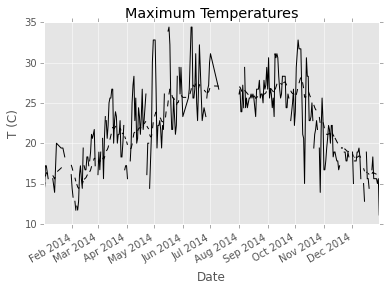 Maximum Temperatures
T (C)
35
30
25
20
15
10
Feb 2014
Mar 2014
Apr 2014
May 2014
Jun 2014
Jul 2014
Aug 2014
Sep 2014
Oct 2014
Nov 2014
Dec 2014
Date